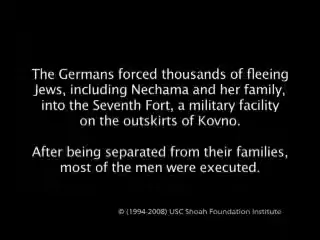 The Germans forced thousands of fleeing
Jews, including Nechama and her family,
into the Seventh Fort, a military facility
on the outskirts of Kovno.
After being separated from their families,
most of the men were executed.
© (1994-2008) USC Shoah Foundation Institute